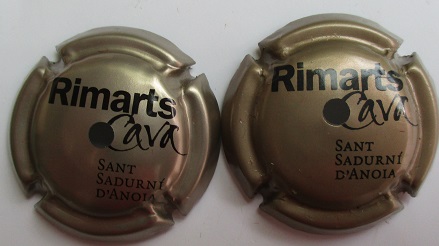 Rimarts
Cava
SANT
SADURNÍ
D'ANOIA
Rimarts
Cava
SANT
SADURNÍ
D'ANOIA